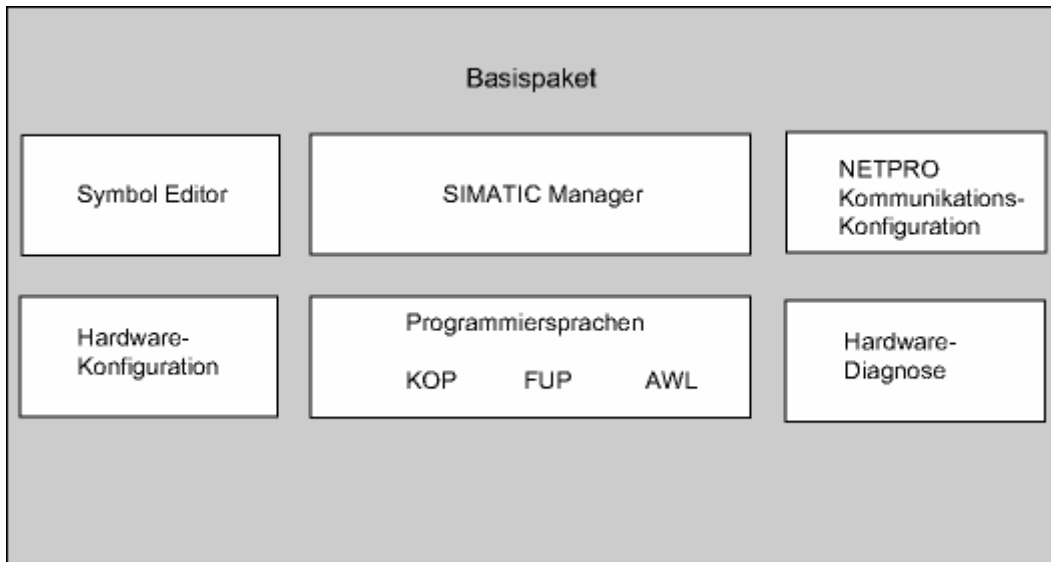 Basispaket
Symbol Editor
SIMATIC Manager
NETPRO
Kommunikations-
Konfiguration
Hardware-
Konfiguration
Programmiersprachen
KOP FUP AWL
Hardware-
Diagnose